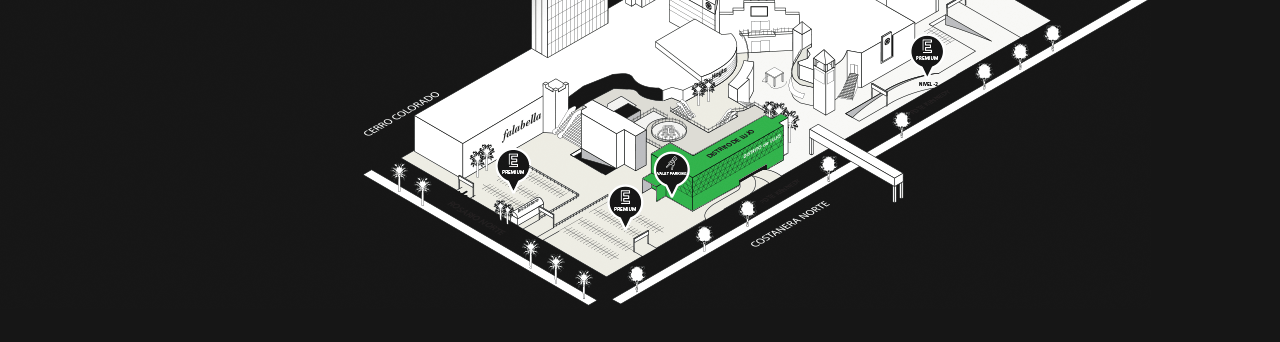 E
PREMIUM
NIVEL -2
CERRO COLORADO
falabella
DISTRITO DE LUJO
DISTRITO DE LUJO
E
PREMIUM
VALET PARKING
E
PREMIUM
COSTANERA NORTE